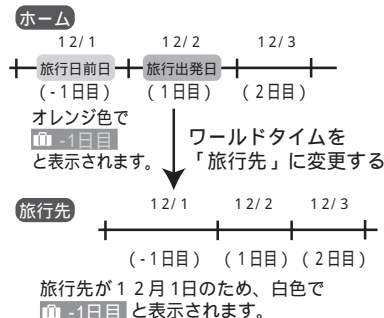 ホーム
12/1 12/2 12/3
旅行日前日 旅行出発日
(-1日目) (1日目) (2日目)
オレンジ色で
-1日目
と表示されます。
ワールドタイムを
「旅行先」に変更する
旅行先
12/1 12/2 12/3
(-1日目) (1日目) (2日目)
旅行先が12月1日のため、白色で
-1日目 と表示されます。